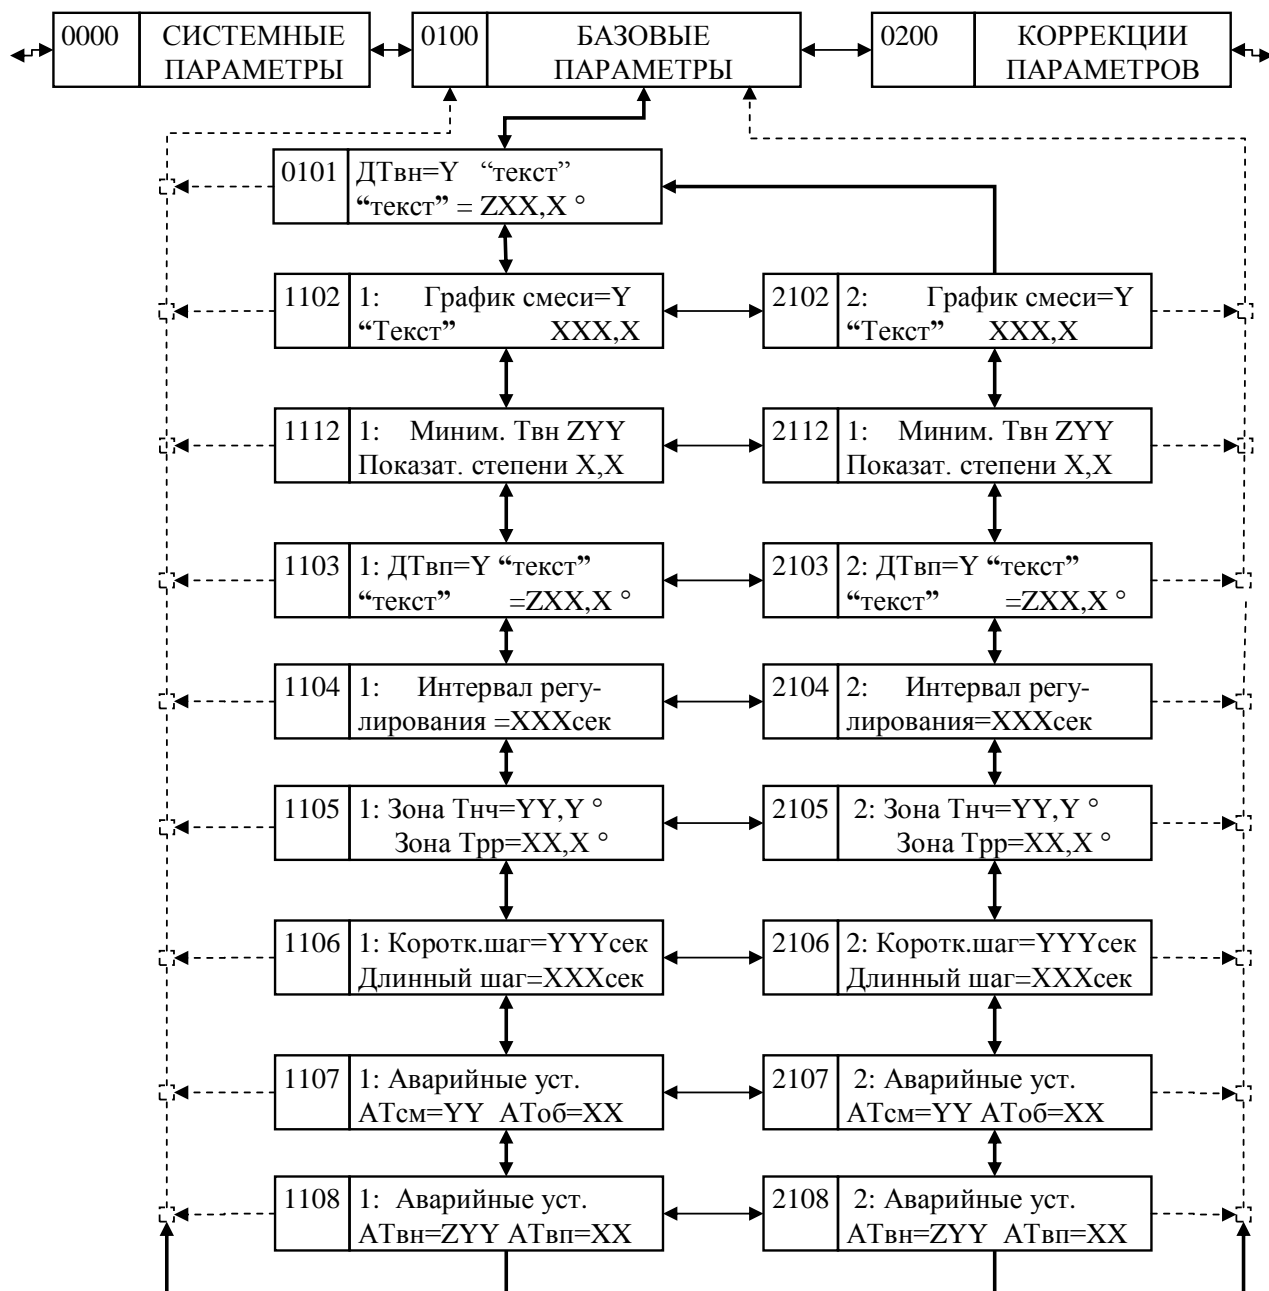 0000 СИСТЕМНЫЕ
ПАРАМЕТРЫ
0100 БАЗОВЫЕ
ПАРАМЕТРЫ
0200 КОРРЕКЦИИ
ПАРАМЕТРОВ
0101 ДТвн=Y “текст”
“текст” = ZXX,X °
1102 1: График смеси=Y
“Текст” XXX,X
2102 2: График смеси=Y
“Текст” XXX,X
1112 1: Миним. Твн ZYY
Показат. степени X,X
2112 1: Миним. Твн ZYY
Показат. степени X,X
1103 1: ДТвп=Y “текст”
“текст” =ZXX,X °
2103 2: ДТвп=Y “текст”
“текст” =ZXX,X °
1104 1: Интервал регу-
лирования =XXXсек
2104 2: Интервал регу-
лирования=XXXсек
1105 1: Зона Тнч=YY,Y °
Зона Трр=XX,X °
2105 2: Зона Тнч=YY,Y °
Зона Трр=XX,X °
1106 1: Коротк.шаг=YYYсек
Длинный шаг=XXXсек
2106 2: Коротк.шаг=YYYсек
Длинный шаг=XXXсек
1107 1: Аварийные уст.
АТсм=YY АТоб=XX
2107 2: Аварийные уст.
АТсм=YY АТоб=XX
1108 1: Аварийные уст.
АТвн=ZYY АТвп=XX
2108 2: Аварийные уст.
АТвн=ZYY АТвп=XX